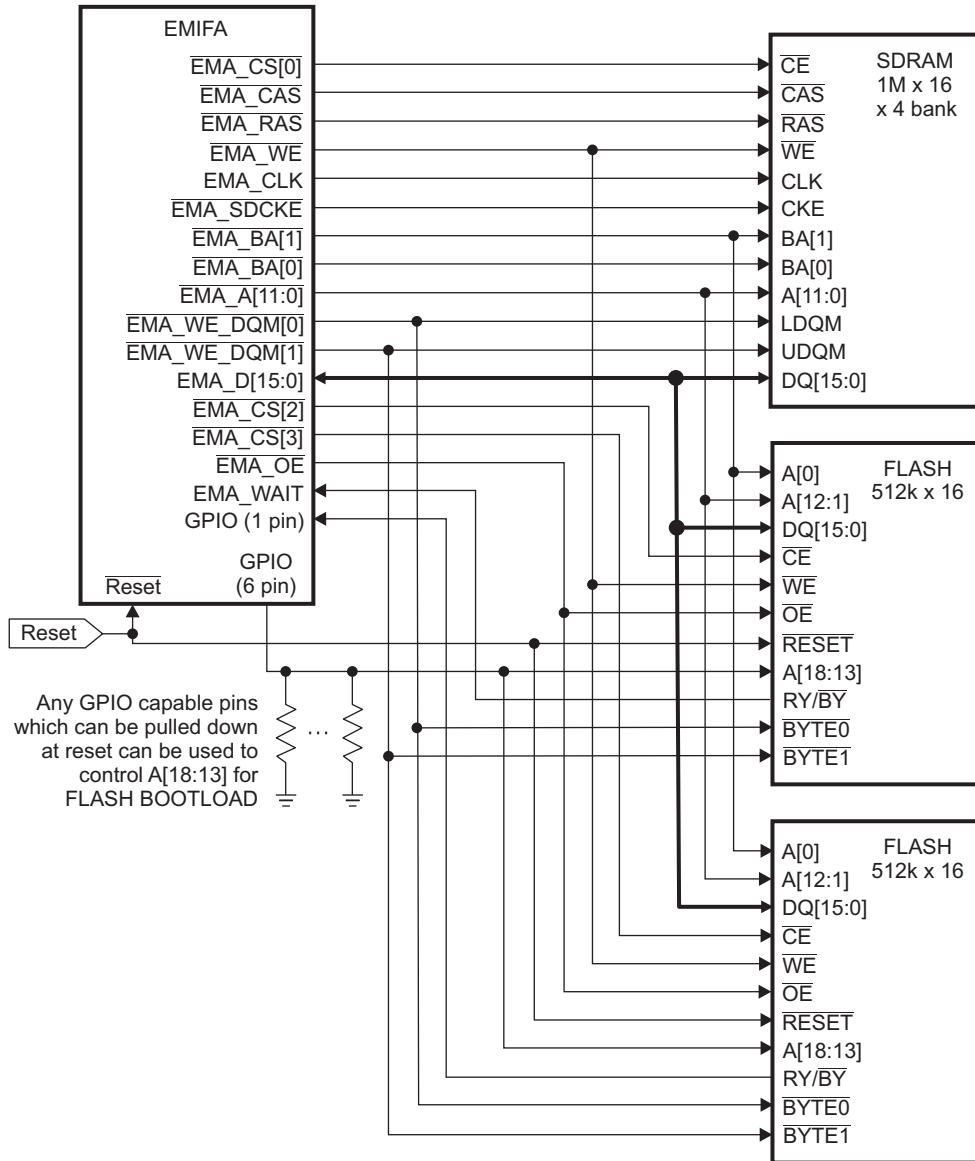 EMIFA
EMA_CS[0]
EMA_CAS
EMA_RAS
EMA_WE
EMA_CLK
EMA_SDCKE
EMA_BA[1]
EMA_BA[0]
EMA_A[11:0]
EMA_WE_DQM[0]
EMA_WE_DQM[1]
EMA_D[15:0]
EMA_CS[2]
EMA_CS[3]
EMA_OE
EMA_WAIT
GPIO (1 pin)
GPIO
(6 pin)
Reset
Reset
Any GPIO capable pins
which can be pulled down
at reset can be used to
control A[18:13] for
FLASH BOOTLOAD
...
SDRAM
1M x 16
x 4 bank
CE
CAS
RAS
WE
CLK
CKE
BA[1]
BA[0]
A[11:0]
LDQM
UDQM
DQ[15:0]
FLASH
512k x 16
A[0]
A[12:1]
DQ[15:0]
CE
WE
OE
RESET
A[18:13]
RY/BY
BYTE0
BYTE1
FLASH
512k x 16
A[0]
A[12:1]
DQ[15:0]
CE
WE
OE
RESET
A[18:13]
RY/BY
BYTE0
BYTE1